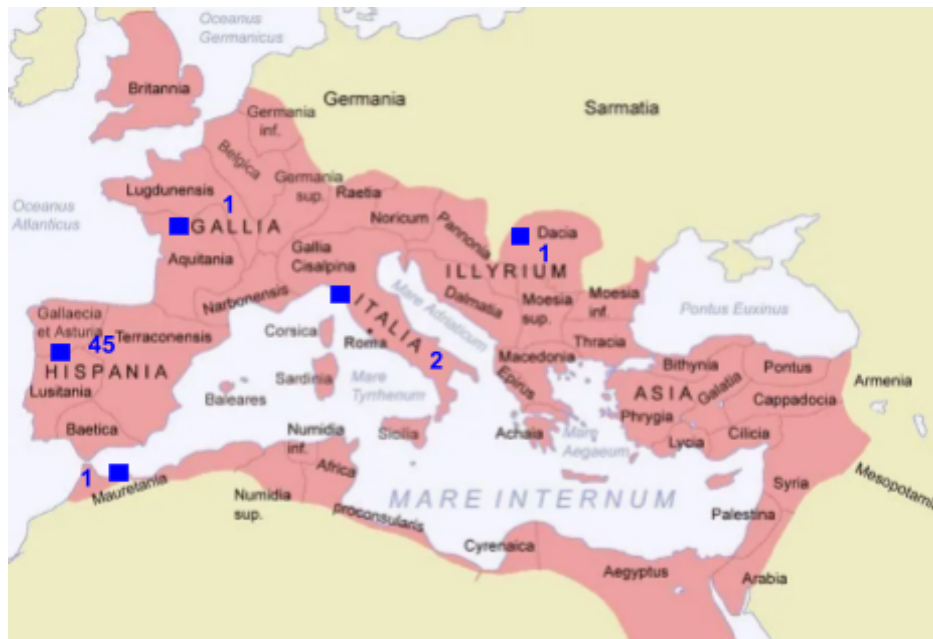 Oceanus
Germanicus
Britannia
Germania
Sarmatia
Germania
inf.
Belgica
Germania
sup.
Lugdunensis
Raetia
Oceanus
Atlanticus
1
GALLIA
Noricum
Pannonia
Dacia
1
Aquitania
Gallia
Cisalpina
ILLYRIUM
Narbonensis
Mare Adriaticum
Dalmatia
Moesia
sup.
Moesia
inf.
Pontus Euxinus
Gallaecia
et Asturia
Terraconensis
ITALIA
Corsica
Roma
Thracia
45
HISPANIA
2
Macedonia
Bithynia
Pontus
Armenia
Lusitania
Baleares
Sardinia
Mare
Tyrrhenum
Epirus
ASIA
Galatia
Cappadocia
Phrygia
Baetica
Numidia
inf.
Sicilia
Achaia
Mare
Aegaeum
Lycia
Cilicia
1
Mauretania
Africa
proconsularis
Numidia
sup.
MARE INTERNUM
Syria
Mesopotami
Palestina
Cyrenaica
Aegyptus
Arabia